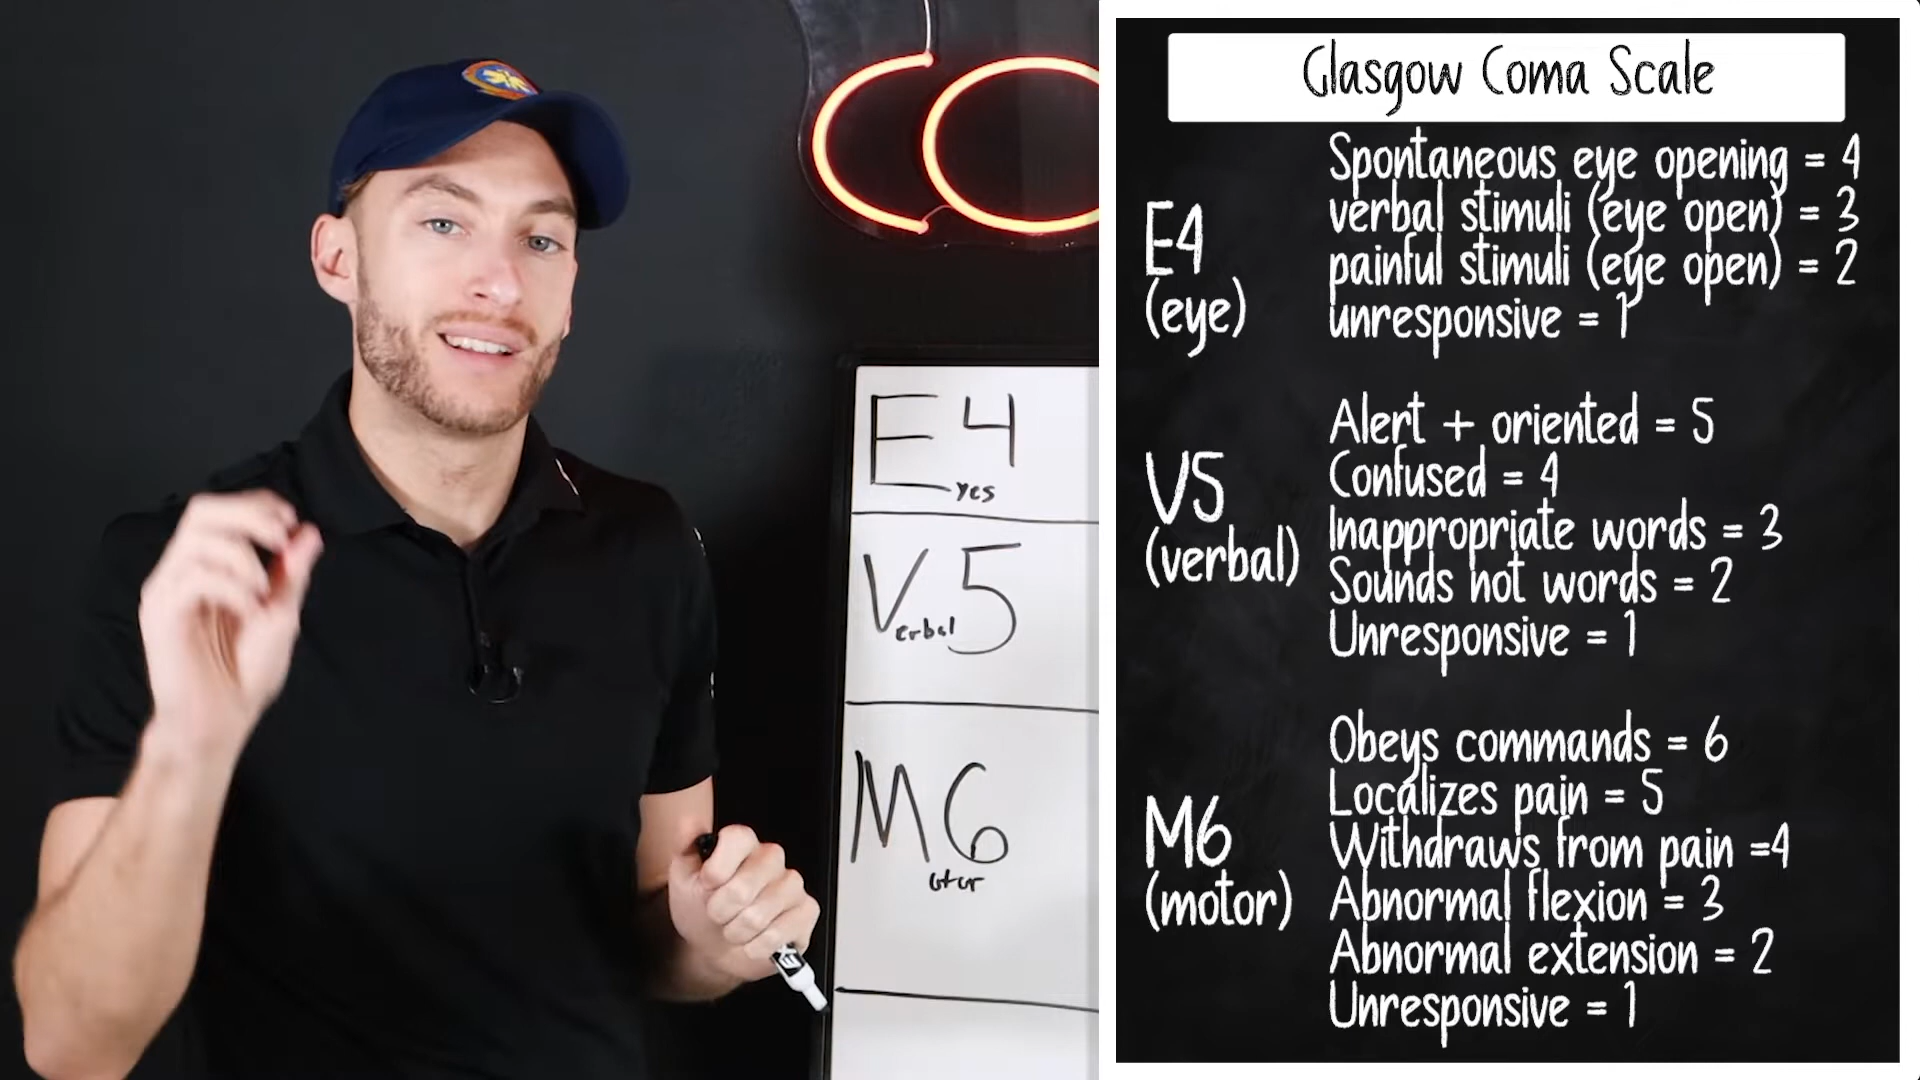 E4
yes
V5
erbal
M6
otor
Glasgow Coma Scale
E4
(eye)
Spontaneous eye opening = 4
verbal stimuli (eye open) = 3
painful stimuli (eye open) = 2
unresponsive = 1
V5
(verbal)
Alert + oriented = 5
Confused = 4
Inappropriate words = 3
Sounds not words = 2
Unresponsive = 1
M6
(motor)
Obeys commands = 6
Localizes pain = 5
Withdraws from pain =4
Abnormal flexion = 3
Abnormal extension = 2
Unresponsive = 1